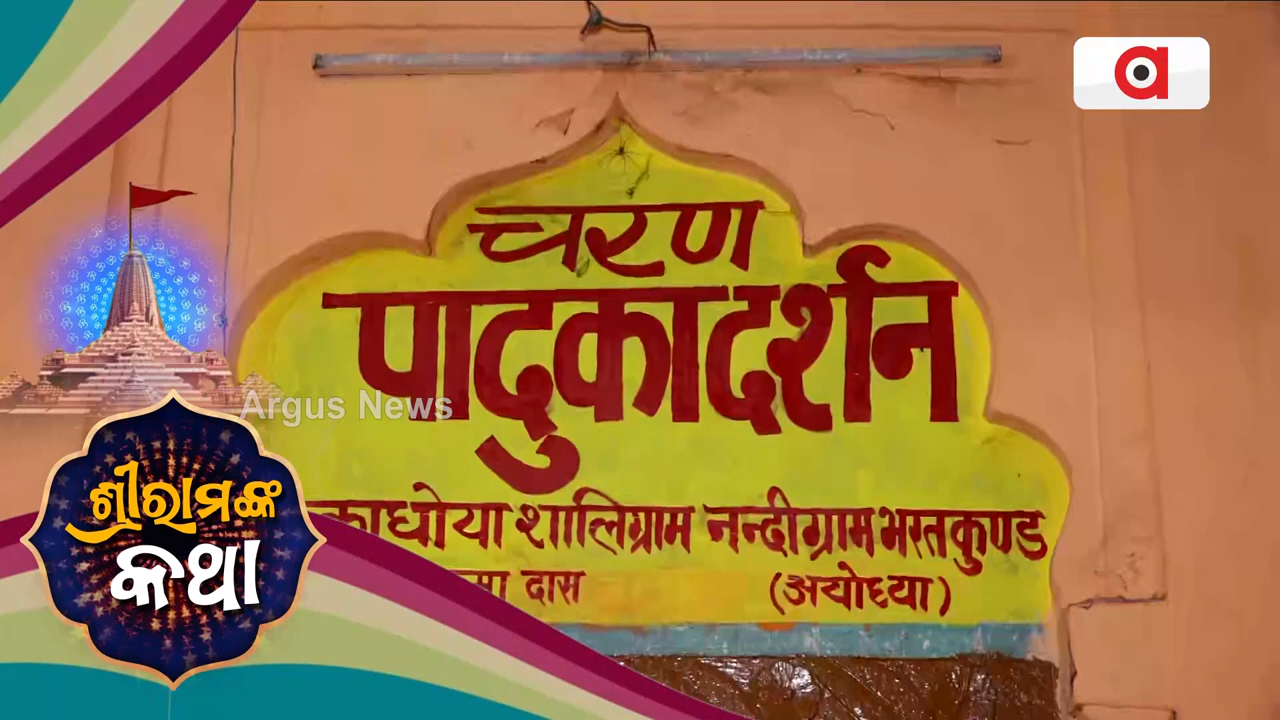 चरण
पादुकादर्शन
काधोया शालिग्राम नन्दीग्राम भरतकुण्ड
दास
(अयोध्या)
Argus News
ଶ୍ରୀରାମଙ୍କ
କଥା
a